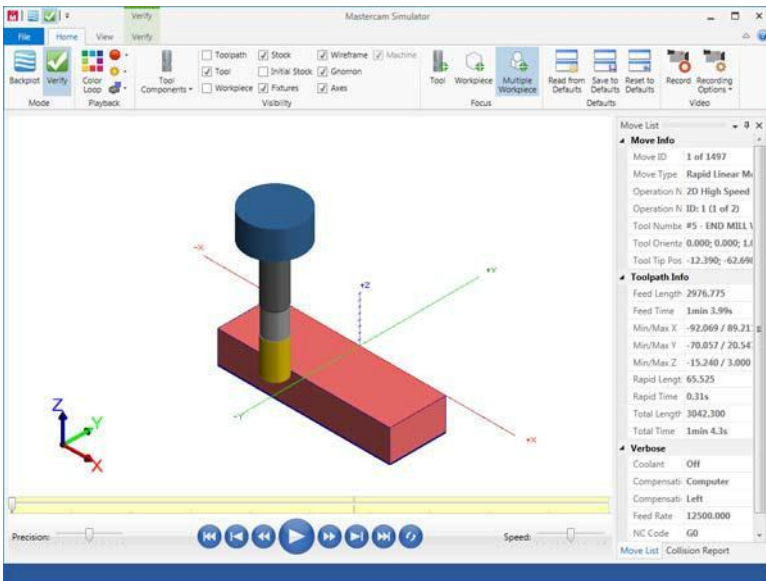 Verify Mastercam Simulator
File Home View Verify
Backplot Verify
Mode
Color Loop
Playback
Tool Components
Toolpath Stock Wireframe Machine
Tool Initial Stock Gnomon
Workpiece Fixtures Axes
Visibility
Tool Workpiece Multiple Workpiece
Focus
Read from Defaults Save to Defaults Reset to Defaults
Defaults
Record Recording Options
Video
Move List
Move Info
Move ID 1 of 1497
Move Type Rapid Linear Mo
Operation N 2D High Speed
Operation N ID: 1 (1 of 2)
Tool Numbe #5 - END MILL
Tool Orienta 0.000; 0.000; 1.0
Tool Tip Pos -12.390; -62.698
Toolpath Info
Feed Length 2976.775
Feed Time 1min 3.99s
Min/Max X -92.069 / 89.21
Min/Max Y -70.057 / 20.54
Min/Max Z -15.240 / 3.000
Rapid Lengt 65.525
Rapid Time 0.31s
Total Length 3042.300
Total Time 1min 4.3s
Verbose
Coolant Off
Compensati Computer
Compensati Left
Feed Rate 12500.000
NC Code G0
Move List Collision Report
-X
+Y
+Z
-Y
+X
Z
Y
X
Precision: Speed: